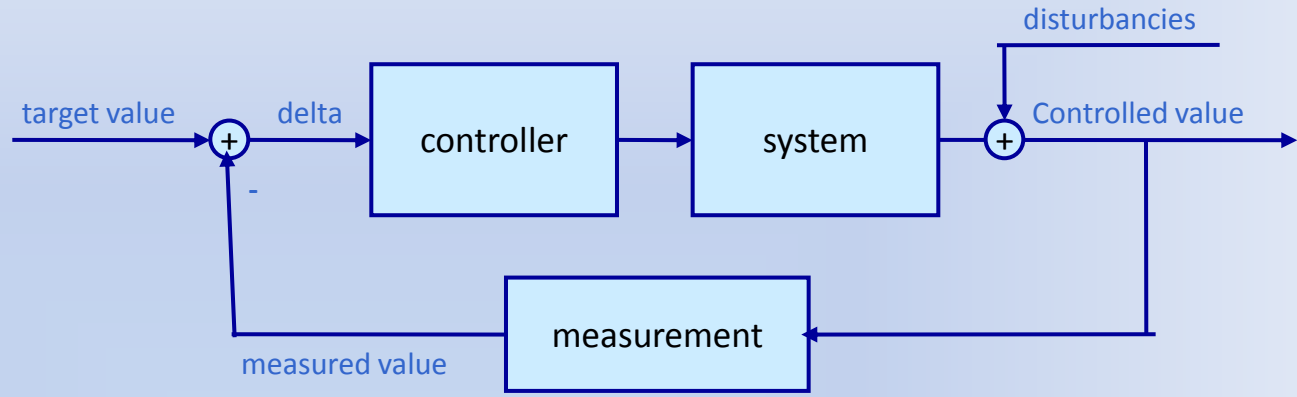 disturbancies
target value
+
delta
controller
system
+
Controlled value
-
measurement
measured value